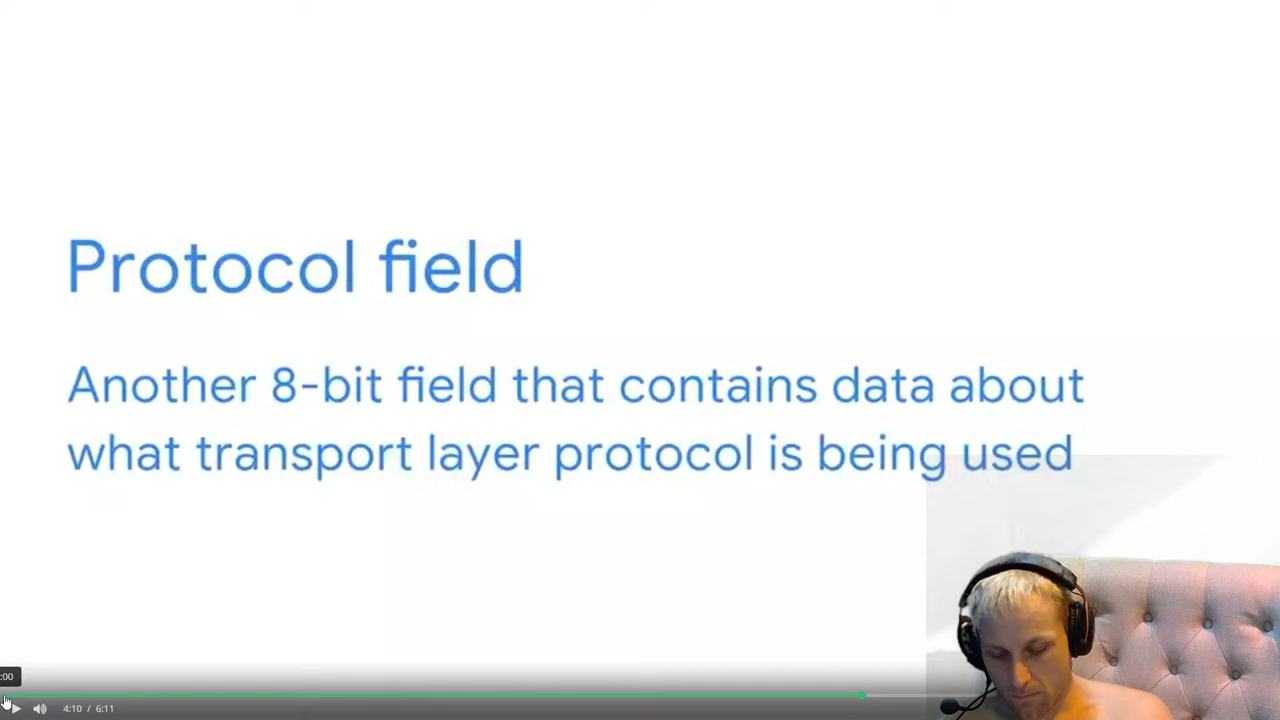 Protocol field
Another 8-bit field that contains data about
what transport layer protocol is being used
:00
4:10 / 6:11